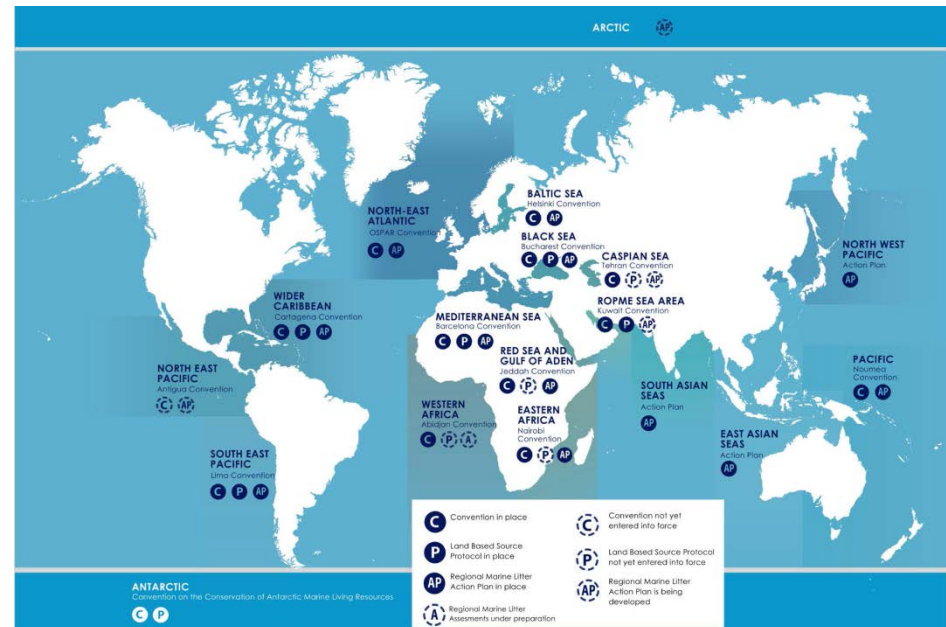 ARCTIC
AP
BALTIC SEA
Helsinki Convention
C AP
NORTH-EAST
ATLANTIC
OSPAR Convention
C AP
BLACK SEA
Bucharest Convention
C P AP
CASPIAN SEA
Tehran Convention
C P AP
NORTH WEST
PACIFIC
Action Plan
AP
WIDER
CARIBBEAN
Cartagena Convention
C P AP
MEDITERRANEAN SEA
Barcelona Convention
C P AP
ROPME SEA AREA
Kuwait Convention
C P AP
RED SEA AND
GULF OF ADEN
Jeddah Convention
C P AP
NORTH EAST
PACIFIC
Antigua Convention
C AP
SOUTH ASIAN
SEAS
Action Plan
AP
PACIFIC
Noumea
Convention
C AP
WESTERN
AFRICA
Abidjan Convention
C P A
EASTERN
AFRICA
Nairobi
Convention
C P AP
EAST ASIAN
SEAS
Action Plan
AP
SOUTH EAST
PACIFIC
Lima Convention
C P AP
C Convention in place
P Land Based Source
Protocol in place
AP Regional Marine Litter
Action Plan in place
A Regional Marine Litter
Assesments under preparation
C Convention not yet
entered into force
P Land Based Source Protocol
not yet entered into force
AP Regional Marine Litter
Action Plan is being
developed
ANTARCTIC
Convention on the Conservation of Antarctic Marine Living Resources
C P